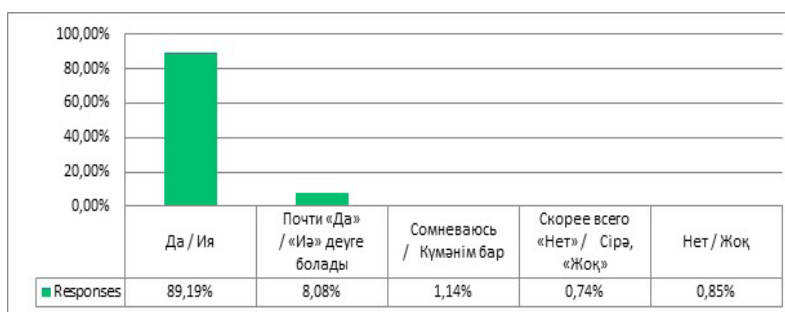 100,00%
80,00%
60,00%
40,00%
20,00%
0,00%
Да / Ия
Почти «Да»
/ «Иә» деуге
болады
Сомневаюсь
/ Күмәнім бар
Скорее всего
«Нет» / Сірә,
«Жоқ»
Нет / Жоқ
Responses 89,19% 8,08% 1,14% 0,74% 0,85%